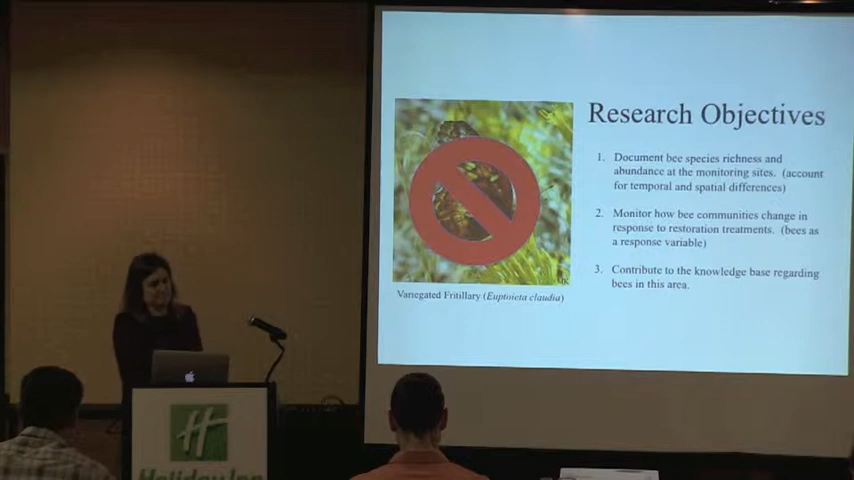 Research Objectives
1. Document bee species richness and
abundance at the monitoring sites. (account
for temporal and spatial differences)
2. Monitor how bee communities change in
response to restoration treatments. (bees as
a response variable)
3. Contribute to the knowledge base regarding
bees in this area.
Variegated Fritillary (Euptoieta claudia)
H
Holiday Inn